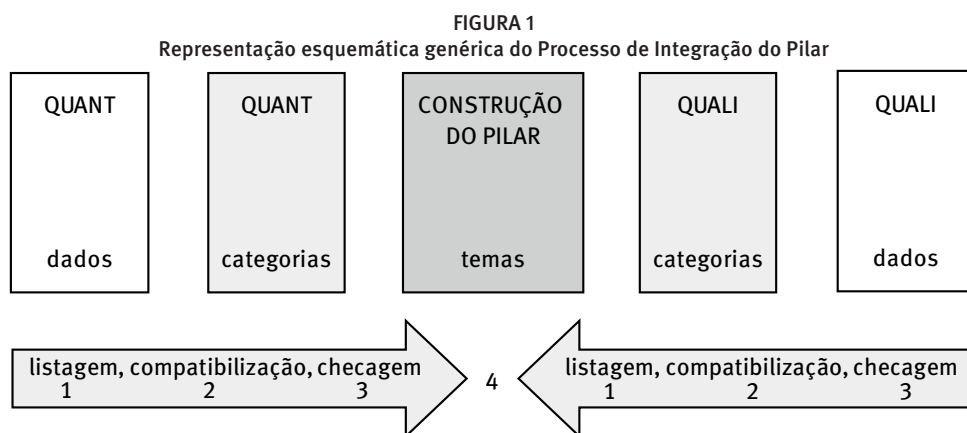 FIGURA 1
Representação esquemática genérica do Processo de Integração do Pilar
QUANT
dados
QUANT
categorias
CONSTRUÇÃO
DO PILAR
temas
QUALI
categorias
QUALI
dados
listagem, compatibilização, checagem
1 2 3
4
listagem, compatibilização, checagem
1 2 3